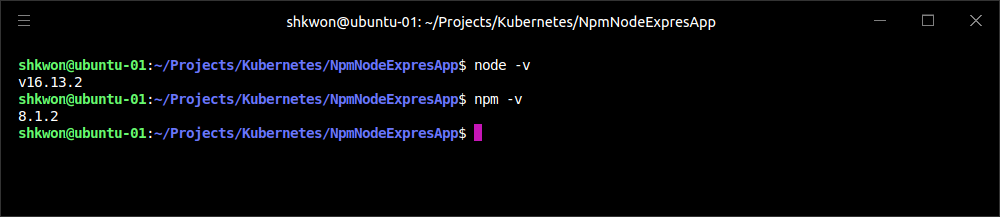 shkwon@ubuntu-01: ~/Projects/Kubernetes/NpmNodeExpresApp
shkwon@ubuntu-01:~/Projects/Kubernetes/NpmNodeExpresApp$ node -v
v16.13.2
shkwon@ubuntu-01:~/Projects/Kubernetes/NpmNodeExpresApp$ npm -v
8.1.2
shkwon@ubuntu-01:~/Projects/Kubernetes/NpmNodeExpresApp$